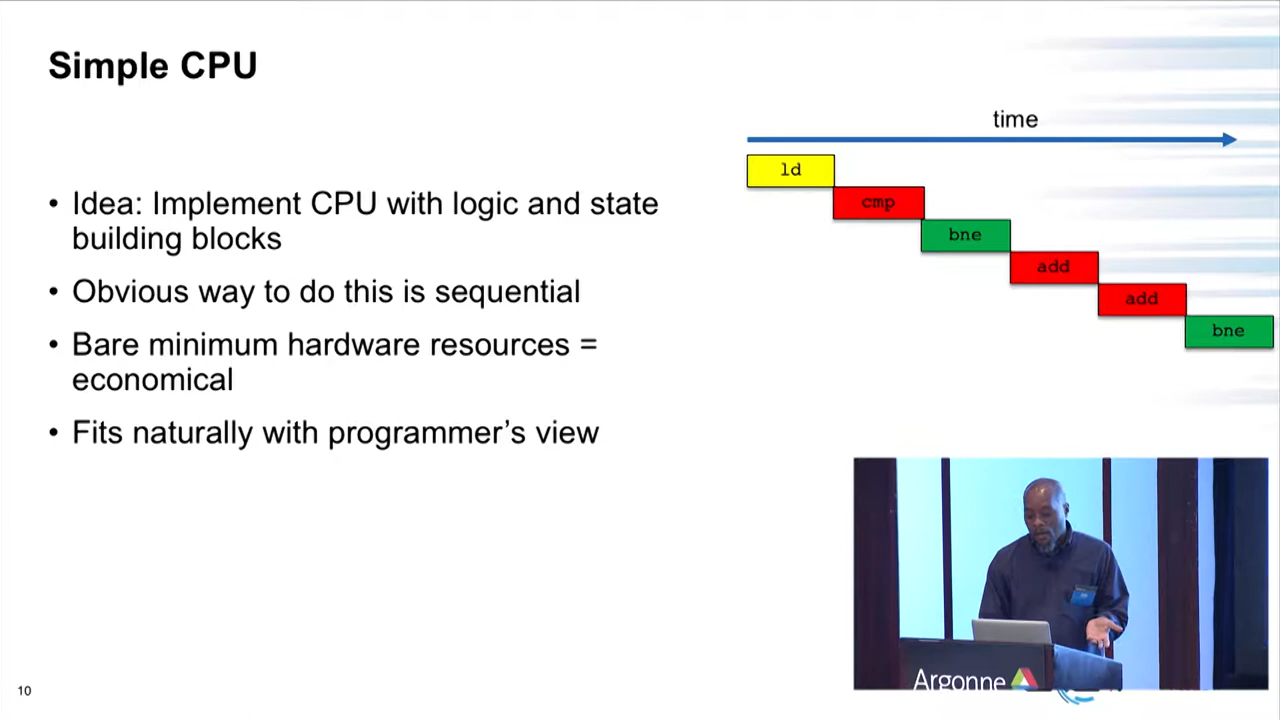 Simple CPU
time
ld
cmp
bne
add
add
bne
• Idea: Implement CPU with logic and state
building blocks
• Obvious way to do this is sequential
• Bare minimum hardware resources =
economical
• Fits naturally with programmer's view
Argonne
10